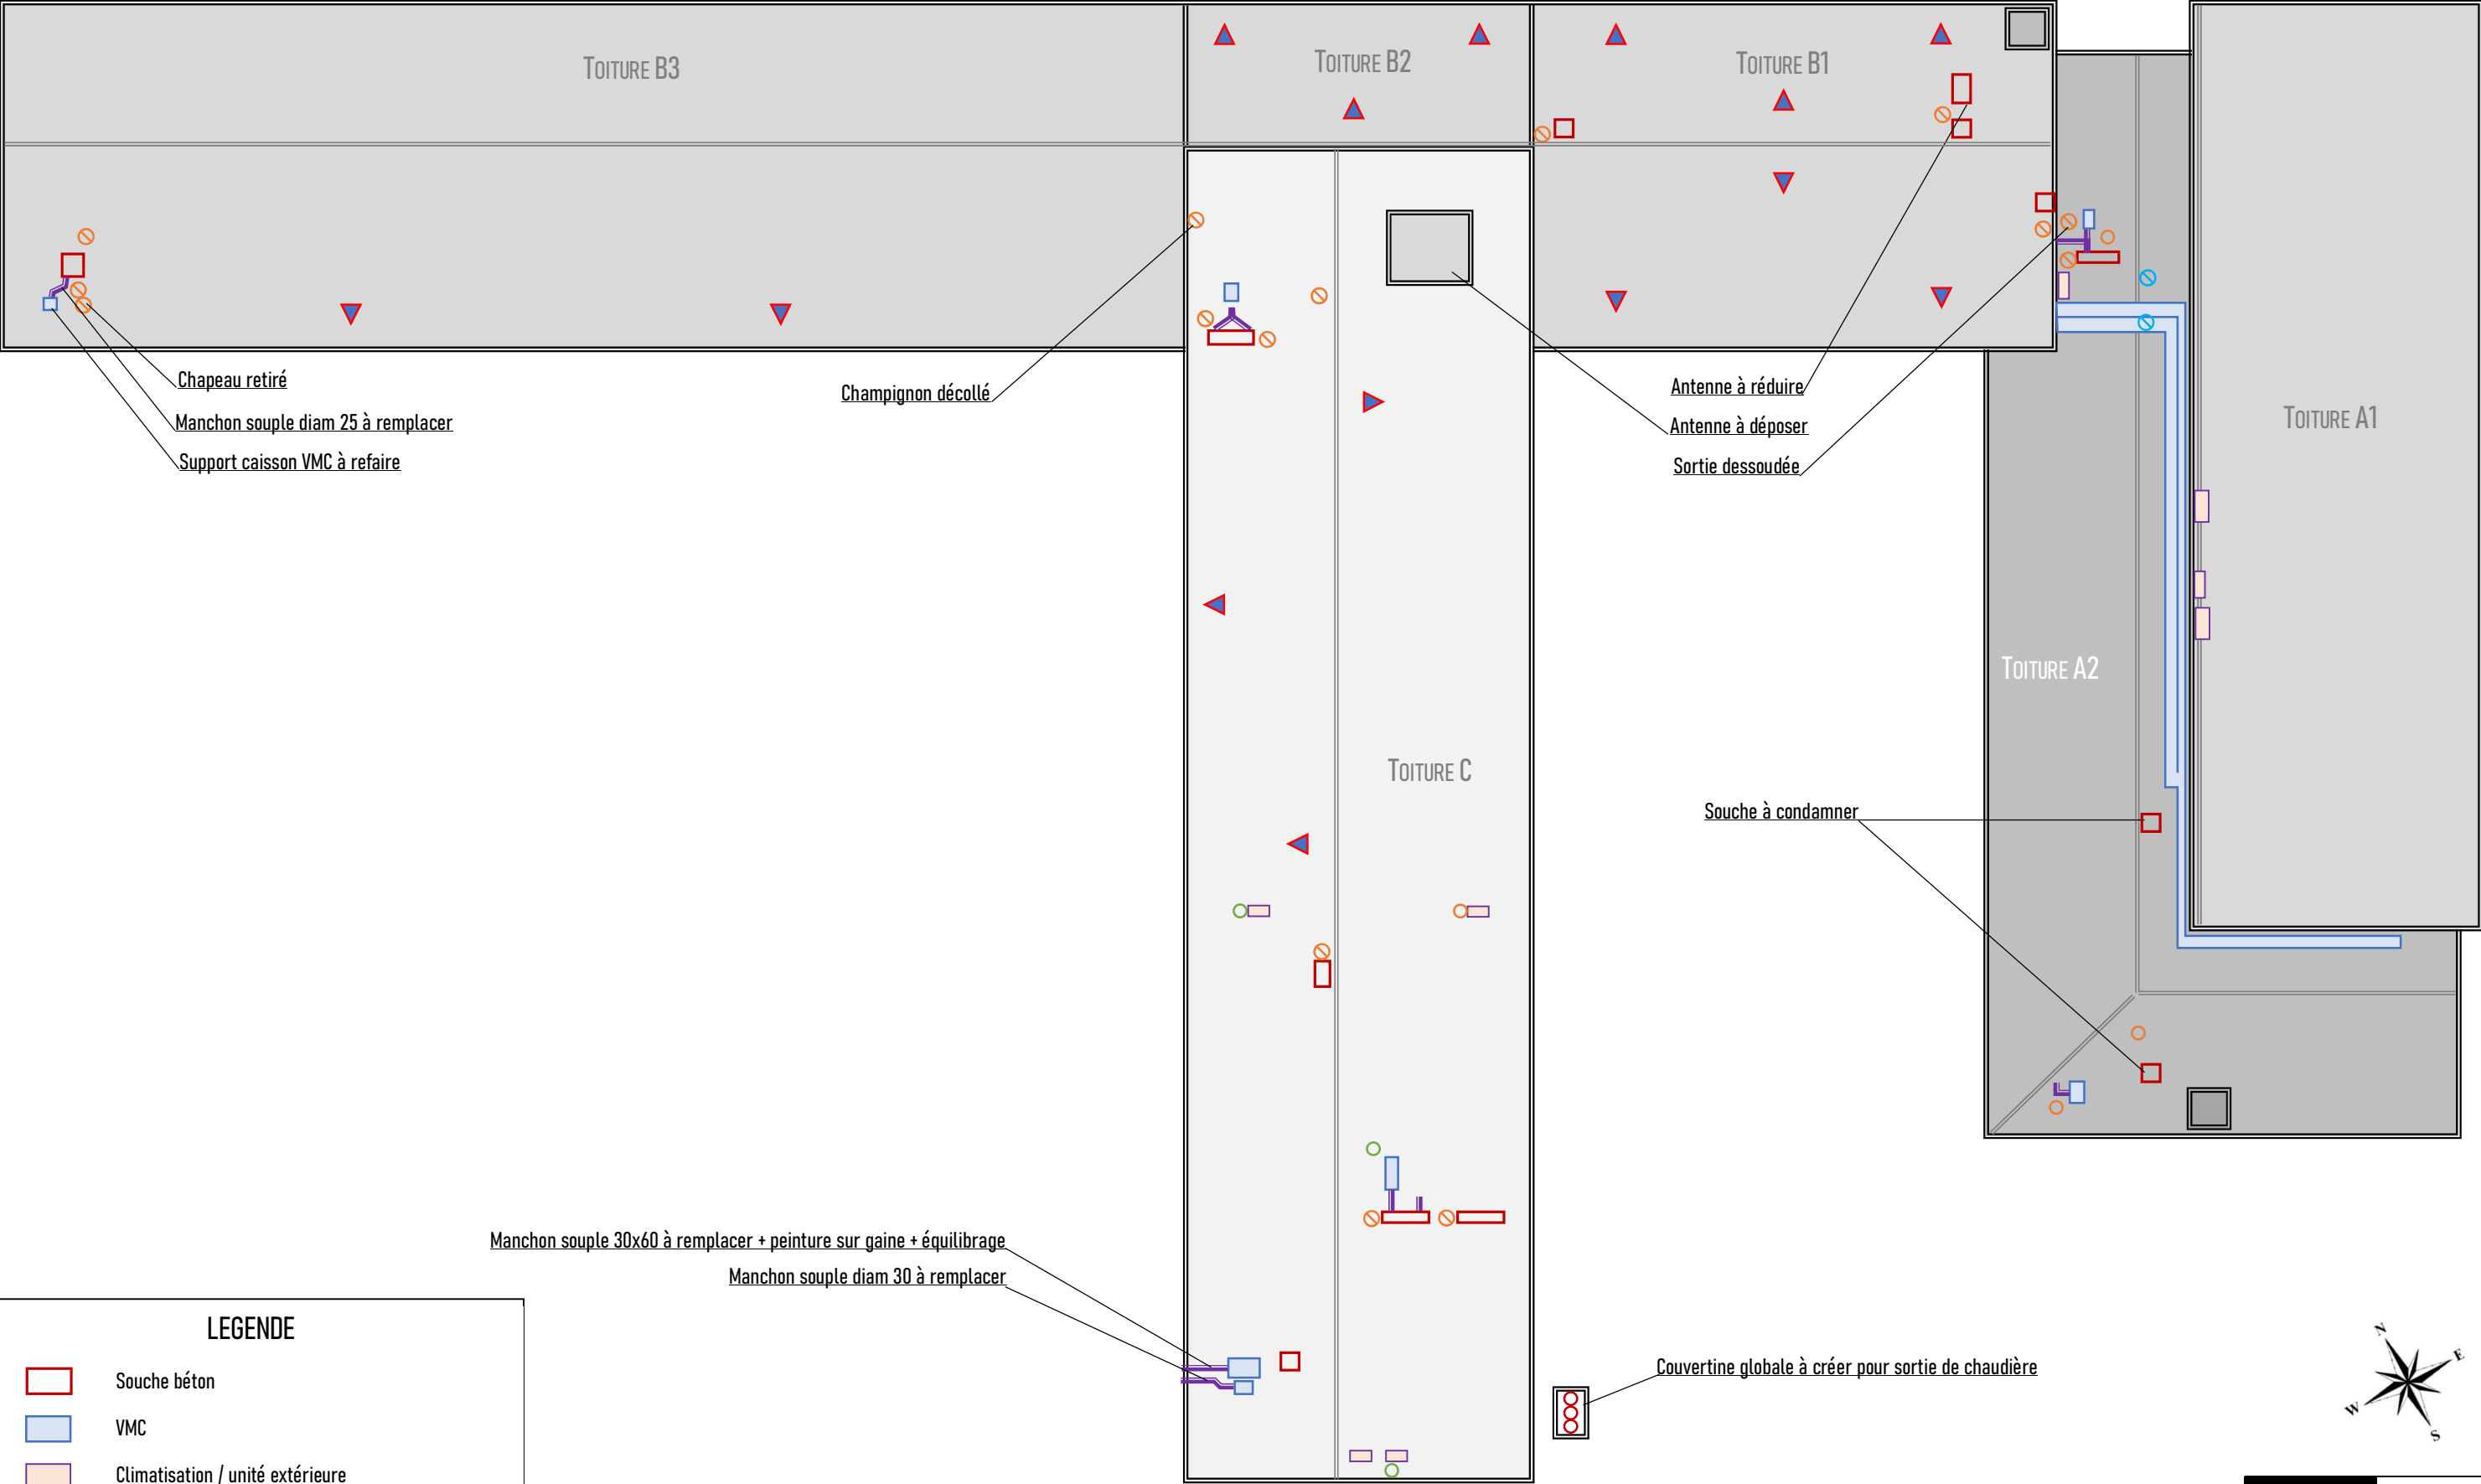 TOITURE B3
TOITURE B2
TOITURE B1
TOITURE A1
Chapeau retiré
Manchon souple diam 25 à remplacer
Support caisson VMC à refaire
Champignon décollé
Antenne à réduire
Antenne à déposer
Sortie dessoudée
TOITURE A2
TOITURE C
Souche à condamner
Manchon souple 30x60 à remplacer + peinture sur gaine + équilibrage
Manchon souple diam 30 à remplacer
Couvertine globale à créer pour sortie de chaudière
N
E
W
S
LEGENDE
Souche béton
VMC
Climatisation / unité extérieure